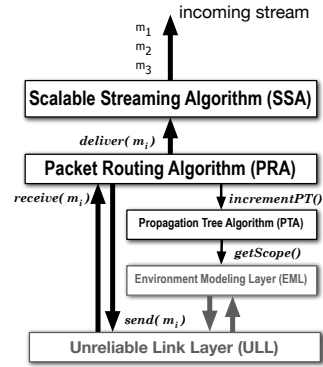 incoming stream
m1
m2
m3
Scalable Streaming Algorithm (SSA)
deliver( mi )
Packet Routing Algorithm (PRA)
receive( mi )
incrementPT()
Propagation Tree Algorithm (PTA)
getScope()
Environment Modeling Layer (EML)
send( mi )
Unreliable Link Layer (ULL)